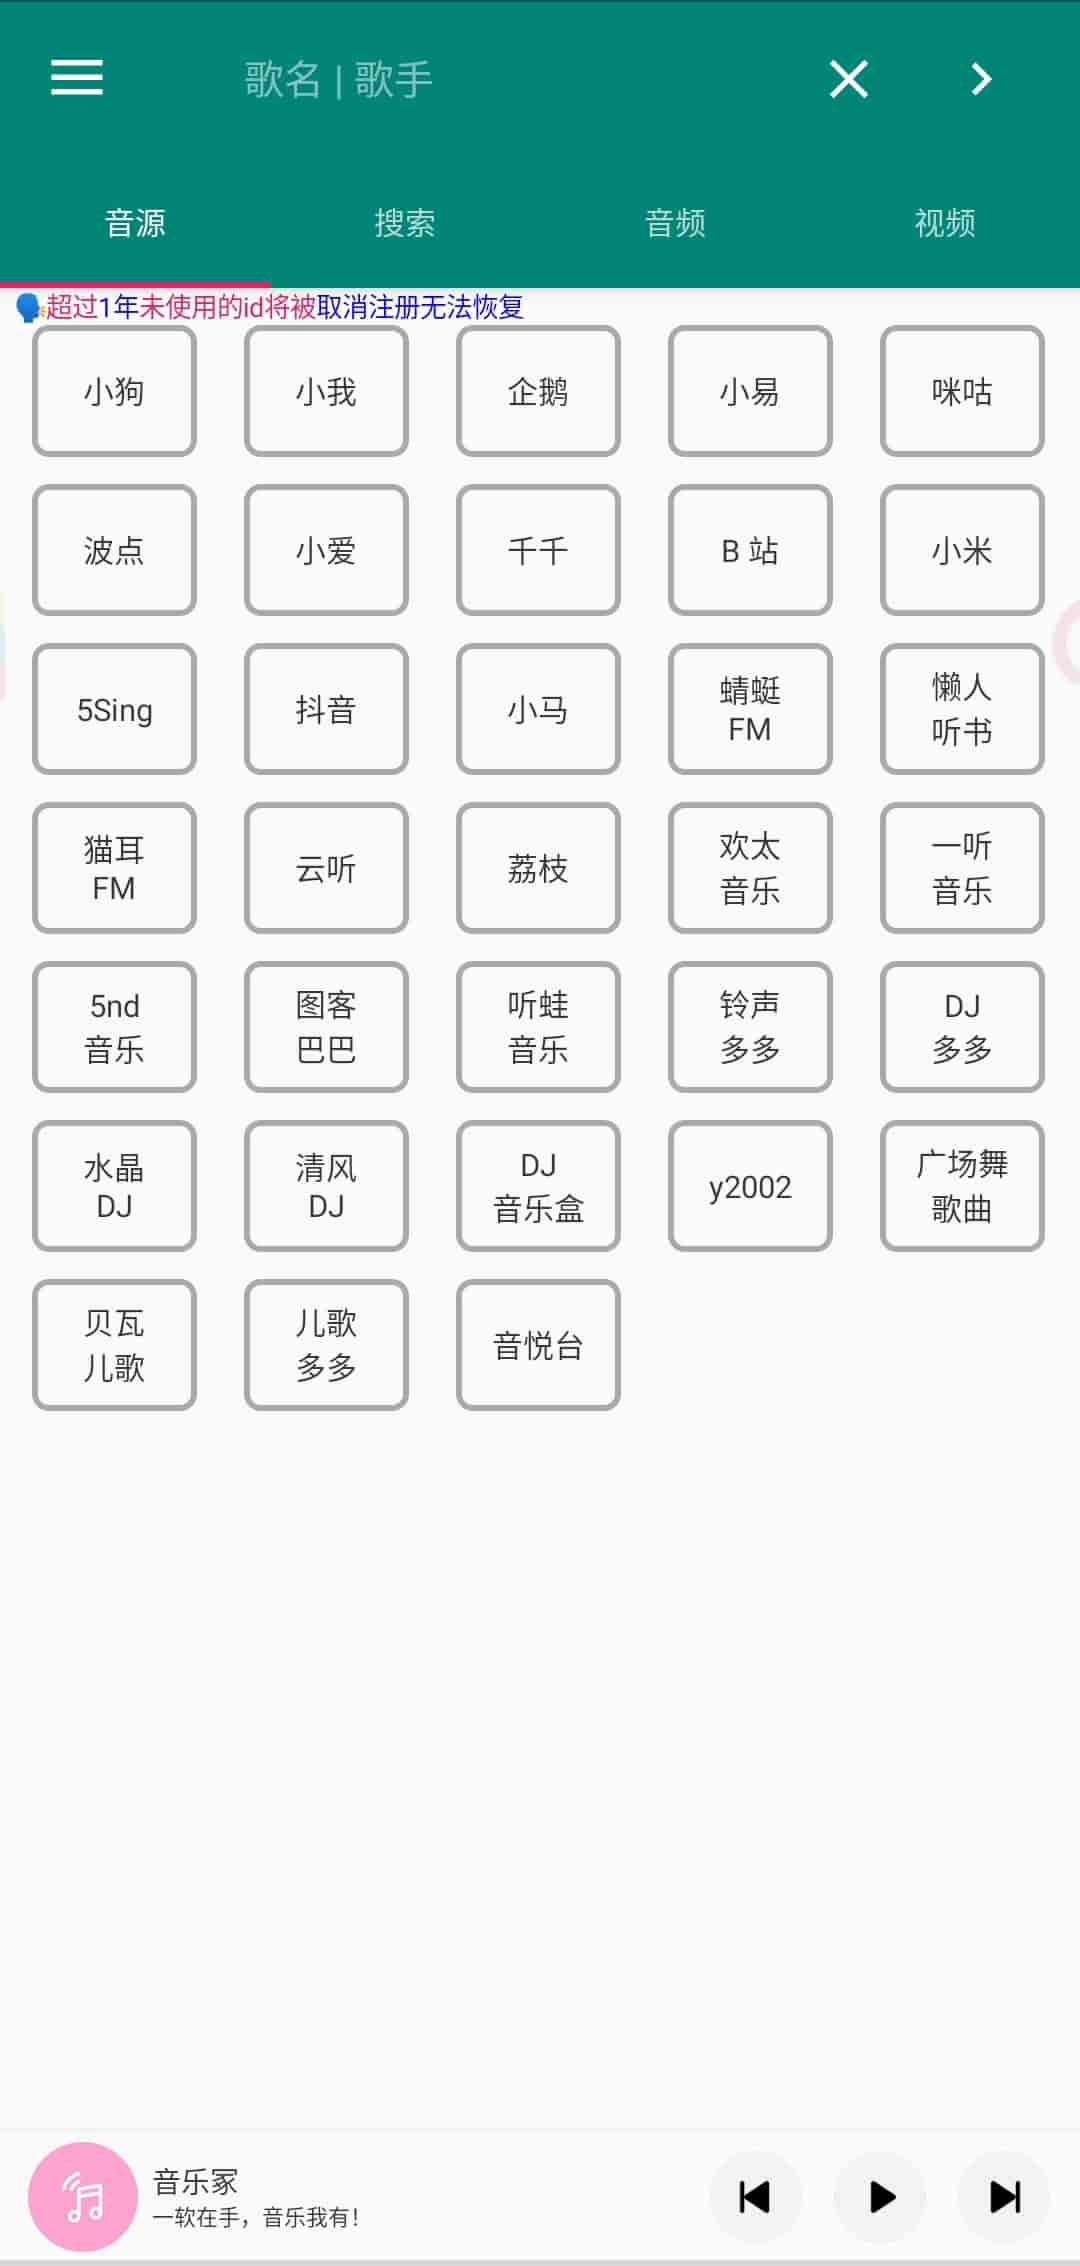 歌名 | 歌手
音源
搜索
音频
视频
超过1年未使用的id将被取消注册无法恢复
小狗
小我
企鹅
小易
咪咕
波点
小爱
千千
B 站
小米
5Sing
抖音
小马
蜻蜓
FM
懒人
听书
猫耳
FM
云听
荔枝
欢太
音乐
一听
音乐
5nd
音乐
图客
巴巴
听蛙
音乐
铃声
多多
DJ
多多
水晶
DJ
清风
DJ
DJ
音乐盒
y2002
广场舞
歌曲
贝瓦
儿歌
儿歌
多多
音悦台
音乐冢
一软在手，音乐我有！